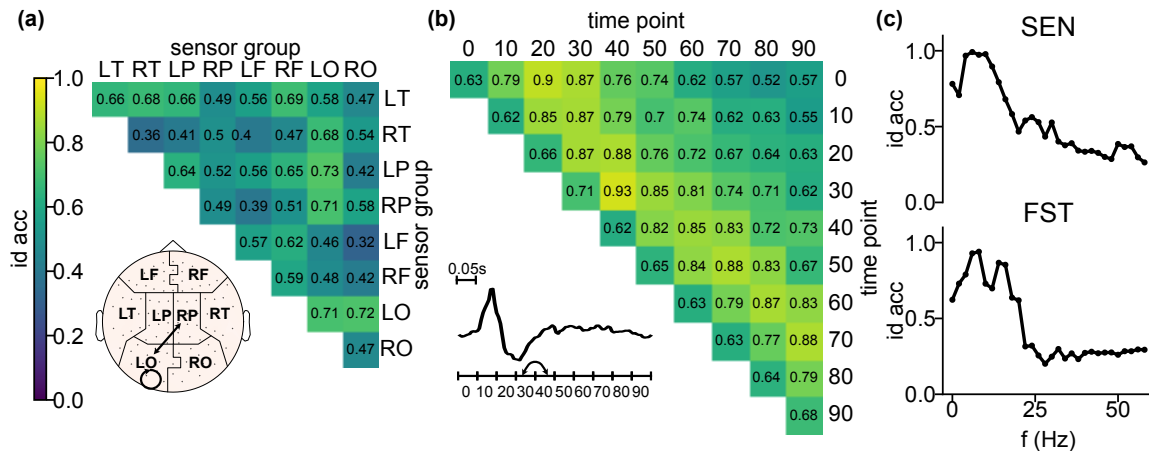 (a)
sensor group
LT RT LP RP LF RF LO RO
1.0
0.8
0.6
0.4
0.2
0.0
id acc
0.66 0.68 0.66 0.49 0.56 0.69 0.58 0.47 LT
0.36 0.41 0.5 0.4 0.47 0.68 0.54 RT
0.64 0.52 0.56 0.65 0.73 0.42 LP
0.49 0.39 0.51 0.71 0.58 RP
0.57 0.62 0.46 0.32 LF
0.59 0.48 0.42 RF
0.71 0.72 LO
0.47 RO
sensor group
LF RF
LT LP RP RT
LO RO
(b)
time point
0 10 20 30 40 50 60 70 80 90
0.63 0.79 0.9 0.87 0.76 0.74 0.62 0.57 0.52 0.57 0
0.62 0.85 0.87 0.79 0.7 0.74 0.62 0.63 0.55 10
0.66 0.87 0.88 0.76 0.72 0.67 0.64 0.63 20
0.71 0.93 0.85 0.81 0.74 0.71 0.62 30
0.62 0.82 0.85 0.83 0.72 0.73 40
0.65 0.84 0.88 0.83 0.67 50
0.63 0.79 0.87 0.83 60
0.63 0.77 0.88 70
0.64 0.79 80
0.68 90
time point
0.05s
0 10 20 30 40 50 60 70 80 90
(c)
SEN
1.0
0.5
0.0
id acc
FST
1.0
0.5
0.0
id acc
0 25 50
f (Hz)